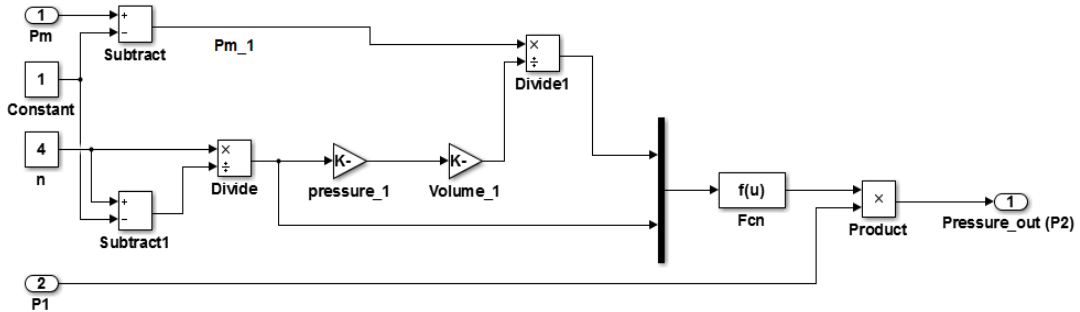 1
Pm
+
−
Subtract
Pm_1
×
÷
Divide1
1
Constant
4
n
×
÷
Divide
K-
pressure_1
K-
Volume_1
+
−
Subtract1
f(u)
Fcn
×
Product
1
Pressure_out (P2)
2
P1